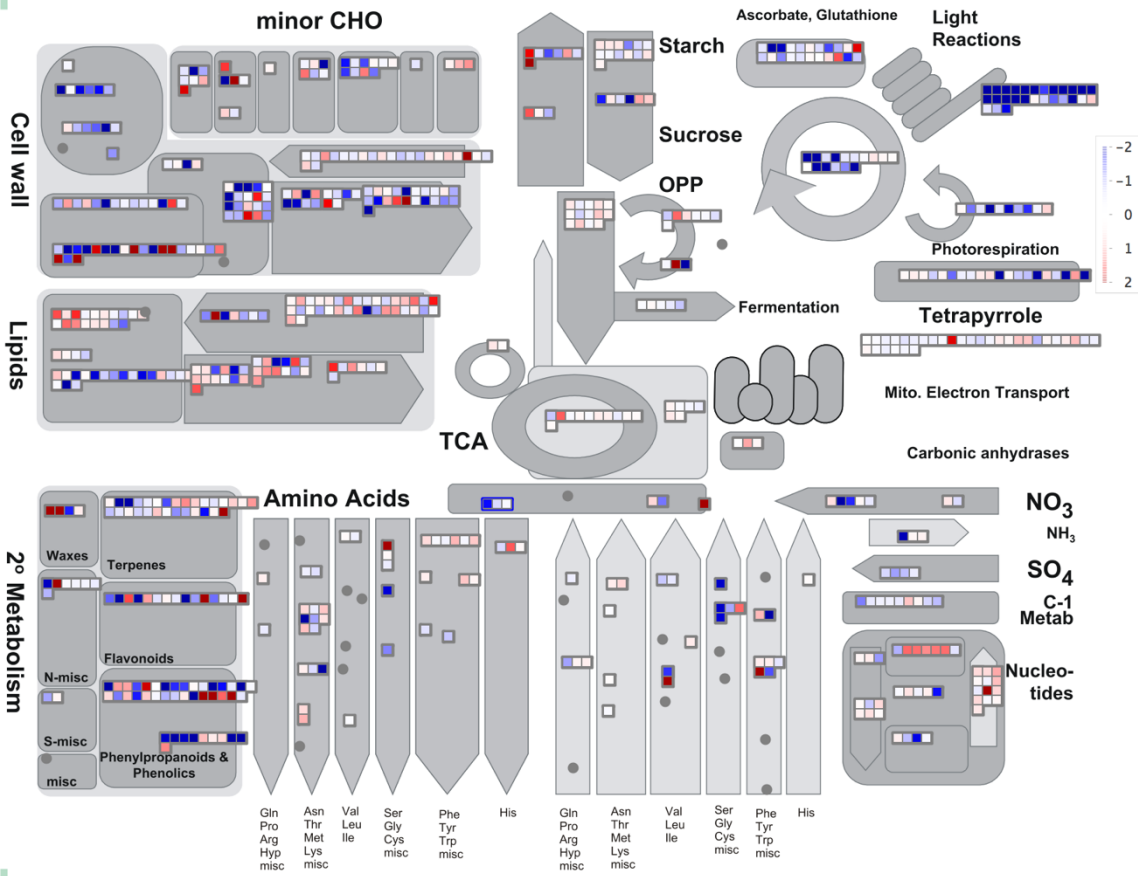 minor CHO
Ascorbate, Glutathione
Light
Reactions
Starch
Sucrose
OPP
Cell wall
−2
−1
0
1
2
Photorespiration
Fermentation
Tetrapyrrole
Lipids
Mito. Electron Transport
TCA
Carbonic anhydrases
Amino Acids
NO3
NH3
SO4
C-1
Metab
Nucleo-
tides
2º Metabolism
Waxes
Terpenes
Flavonoids
N-misc
S-misc
Phenylpropanoids &
Phenolics
misc
Gln
Pro
Arg
Hyp
misc
Asn
Thr
Met
Lys
misc
Val
Leu
Ile
Ser
Gly
Cys
misc
Phe
Tyr
Trp
misc
His
Gln
Pro
Arg
Hyp
misc
Asn
Thr
Met
Lys
misc
Val
Leu
Ile
Ser
Gly
Cys
misc
Phe
Tyr
Trp
misc
His